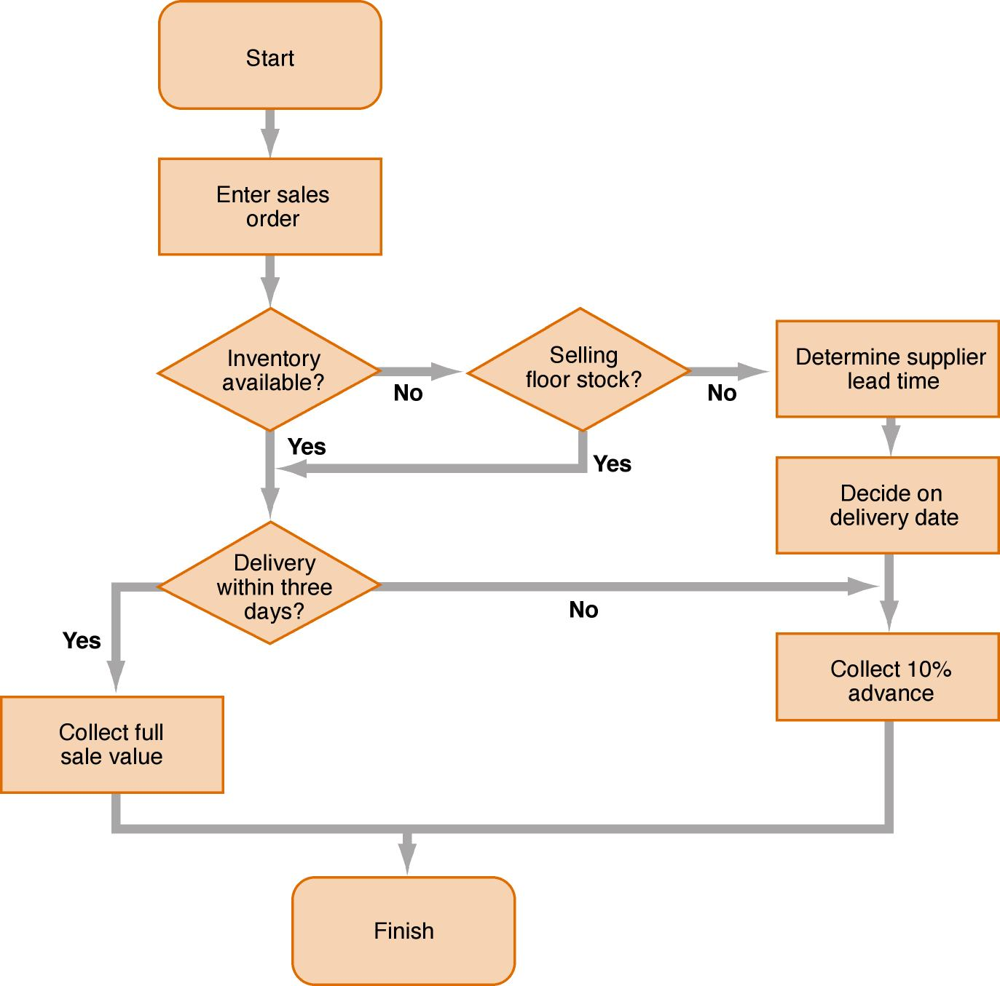 Start
Enter sales
order
Inventory
available?
No
Selling
floor stock?
No
Determine supplier
lead time
Yes
Yes
Decide on
delivery date
Delivery
within three
days?
No
Yes
Collect 10%
advance
Collect full
sale value
Finish